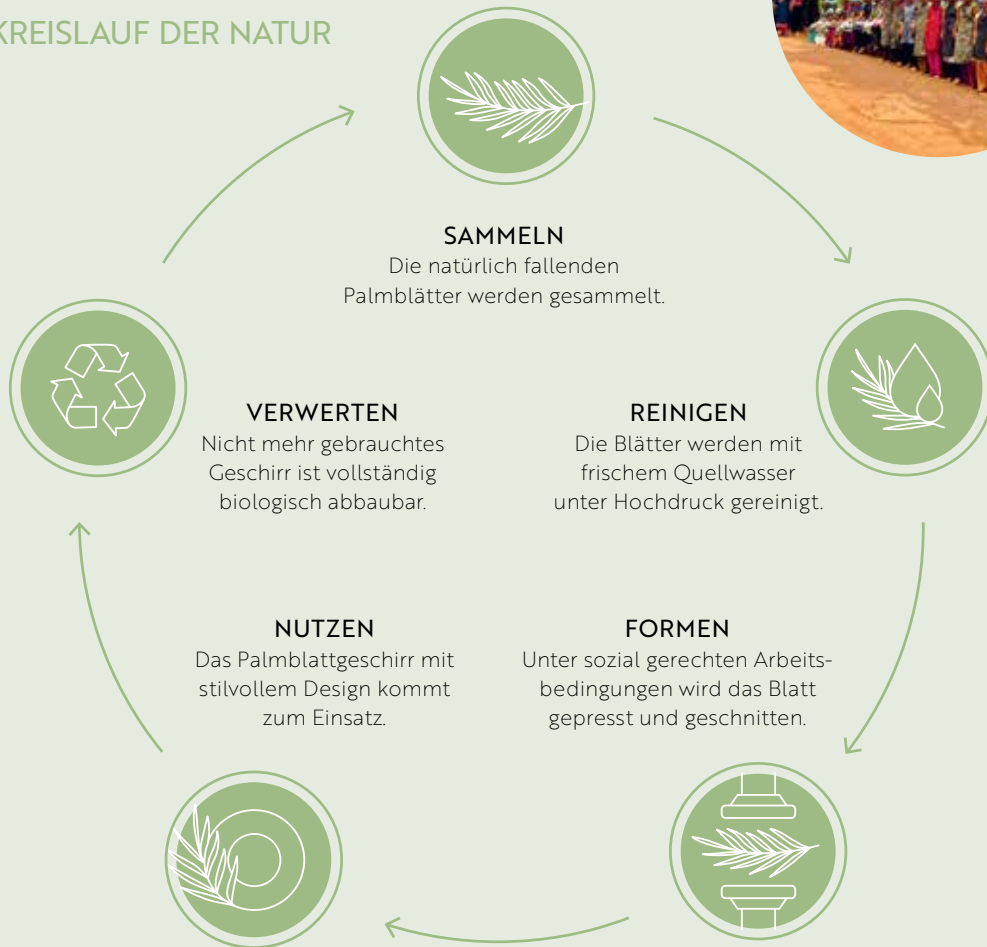 KREISLAUF DER NATUR
SAMMELN
Die natürlich fallenden
Palmblätter werden gesammelt.
REINIGEN
Die Blätter werden mit
frischem Quellwasser
unter Hochdruck gereinigt.
FORMEN
Unter sozial gerechten Arbeits-
bedingungen wird das Blatt
gepresst und geschnitten.
NUTZEN
Das Palmblattgeschirr mit
stilvollem Design kommt
zum Einsatz.
VERWERTEN
Nicht mehr gebrauchtes
Geschirr ist vollständig
biologisch abbaubar.